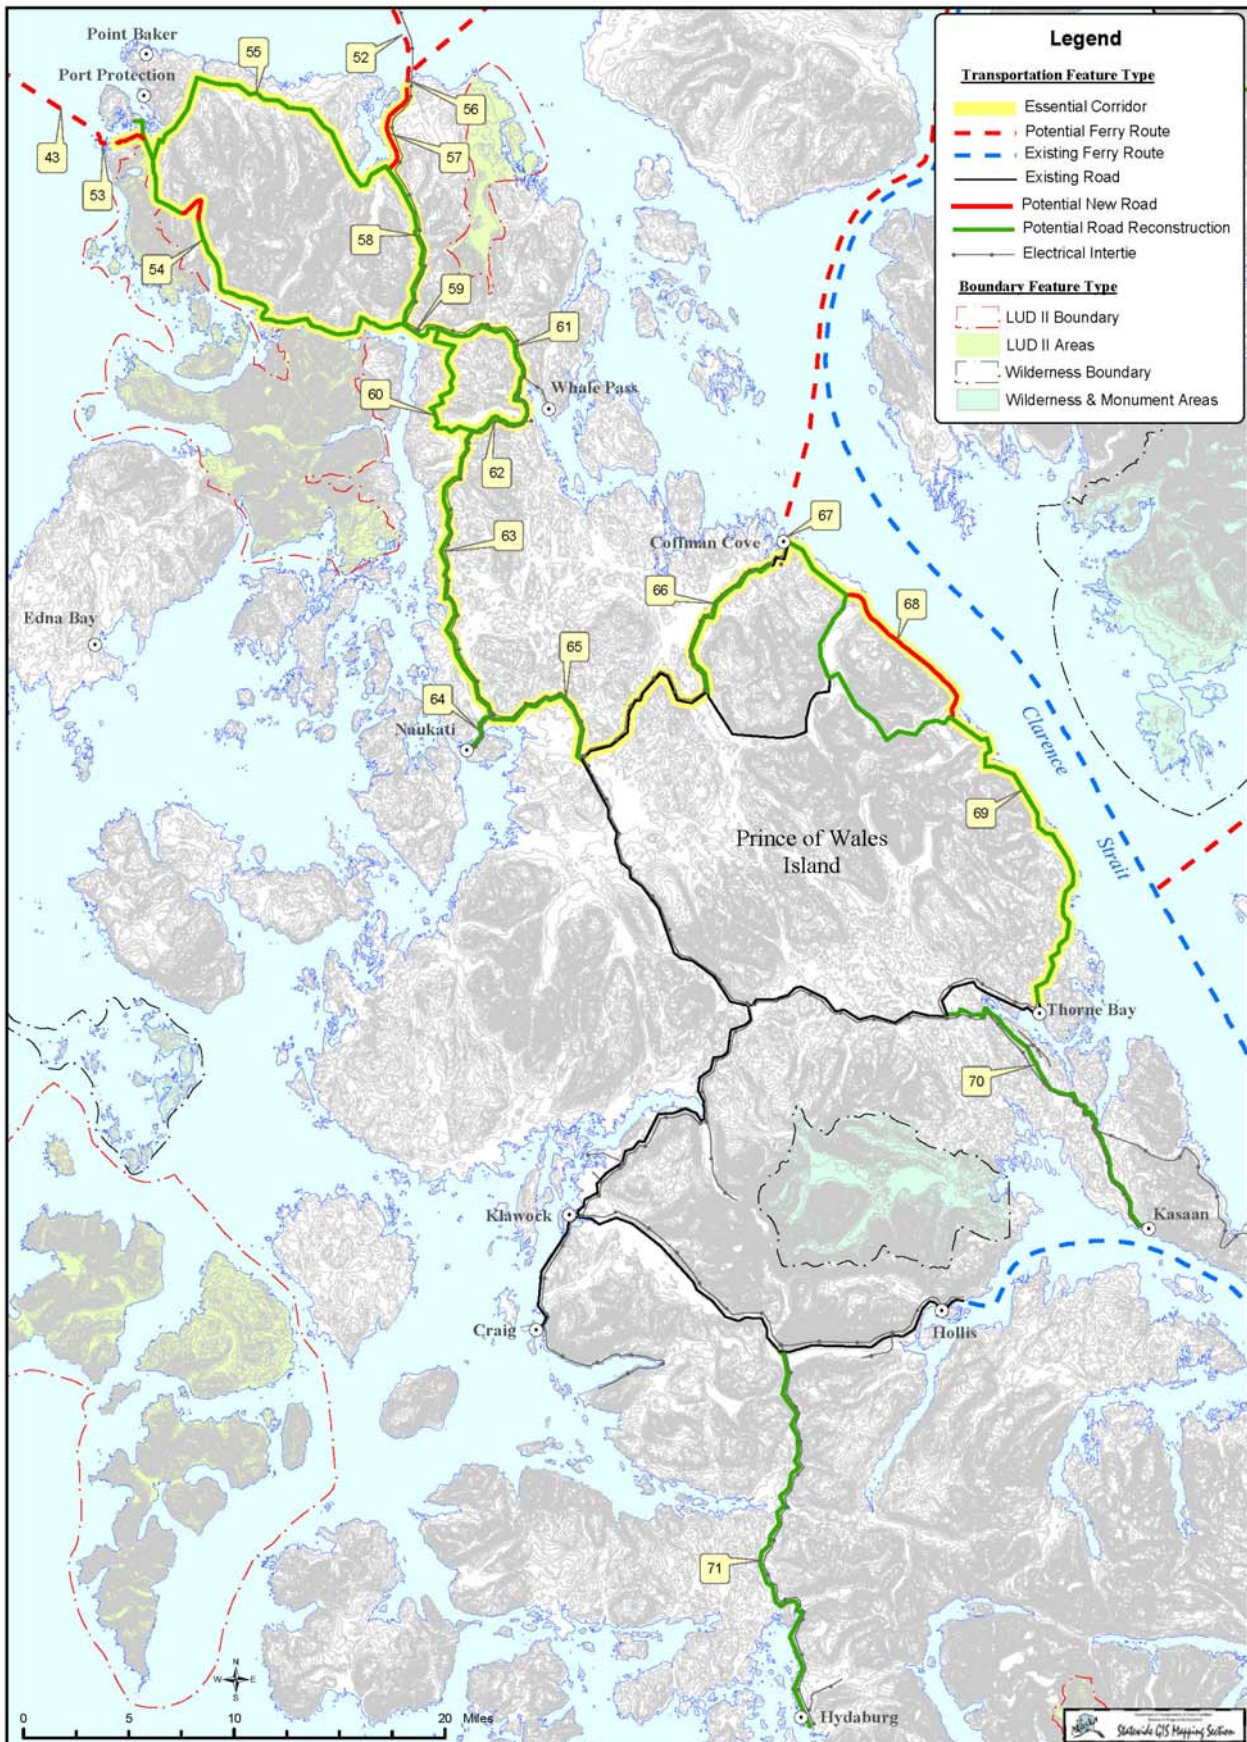 Legend
Transportation Feature Type
Essential Corridor
Potential Ferry Route
Existing Ferry Route
Existing Road
Potential New Road
Potential Road Reconstruction
Electrical Intertie
Boundary Feature Type
LUD II Boundary
LUD II Areas
Wilderness Boundary
Wilderness & Monument Areas
Point Baker
Port Protection
55
52
56
57
43
53
58
54
59
61
Whale Pass
60
62
67
Coffman Cove
63
66
68
Edna Bay
65
64
Naukati
Clarence
Strait
69
Prince of Wales
Island
Thorne Bay
70
Klawock
Kasaan
Craig
Hollis
71
N
W
E
S
0
5
10
20
Miles
Hydaburg
Statewide GIS Mapping Section